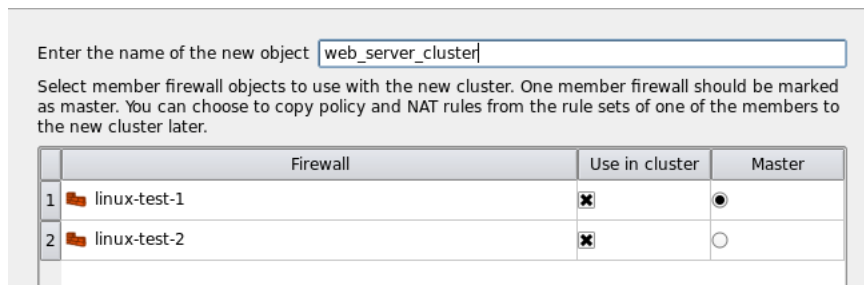 Enter the name of the new object web_server_cluster
Select member firewall objects to use with the new cluster. One member firewall should be marked
as master. You can choose to copy policy and NAT rules from the rule sets of one of the members to
the new cluster later.
Firewall Use in cluster Master
1 linux-test-1
2 linux-test-2